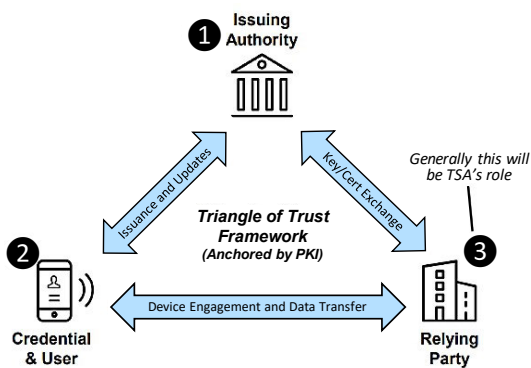 1
Issuing
Authority
Issuance and Updates
Key/Cert Exchange
Generally this will
be TSA's role
Triangle of Trust
Framework
(Anchored by PKI)
2
3
Device Engagement and Data Transfer
Credential
& User
Relying
Party